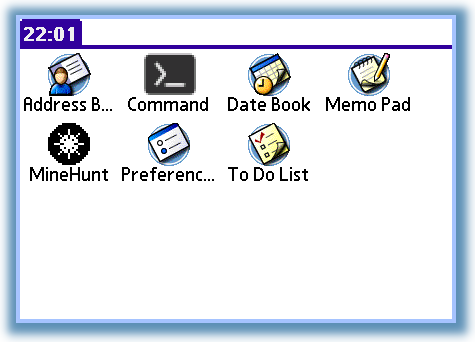 22:01
Address B... Command Date Book Memo Pad
MineHunt Preferenc... To Do List